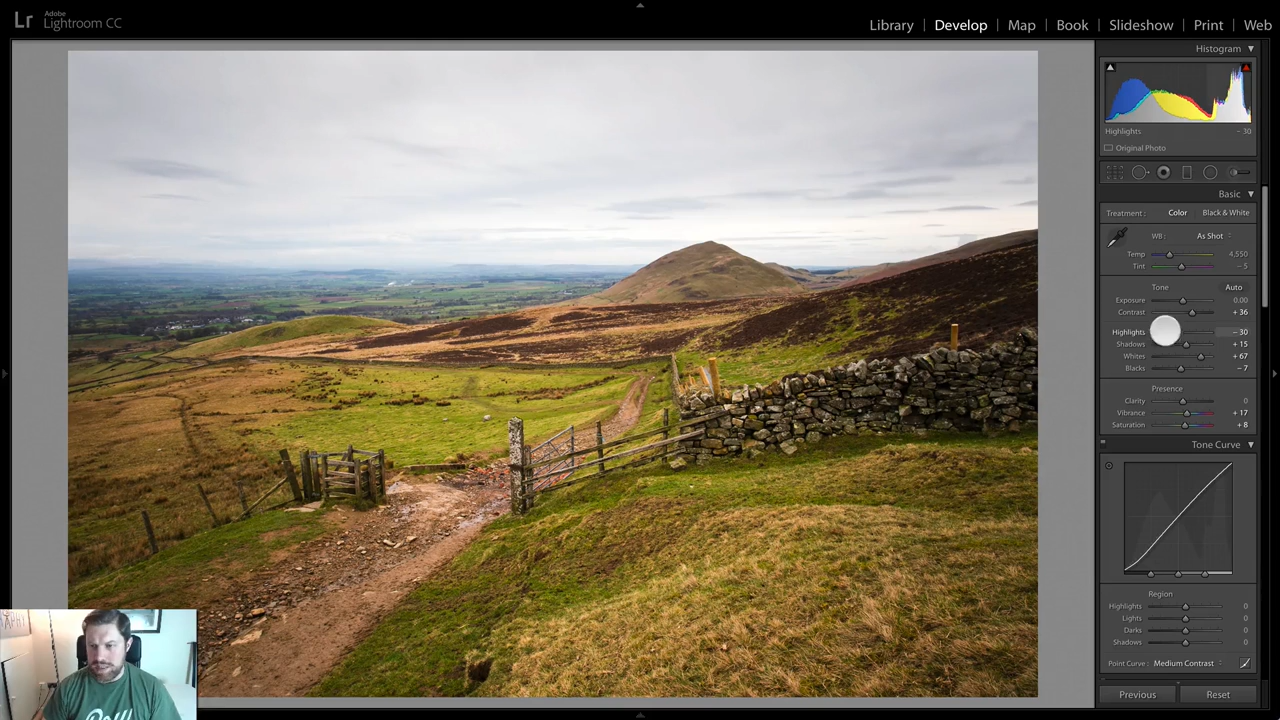 Lr Adobe
Lightroom CC
Library | Develop | Map | Book | Slideshow | Print | Web
Histogram
Highlights - 30
Original Photo
Basic
Treatment : Color Black & White
WB : As Shot
Temp 4,550
Tint - 5
Tone Auto
Exposure 0.00
Contrast + 36
Highlights - 30
Shadows + 15
Whites + 67
Blacks - 7
Presence
Clarity 0
Vibrance + 17
Saturation + 8
Tone Curve
Region
Highlights 0
Lights 0
Darks 0
Shadows 0
Point Curve : Medium Contrast
Previous Reset